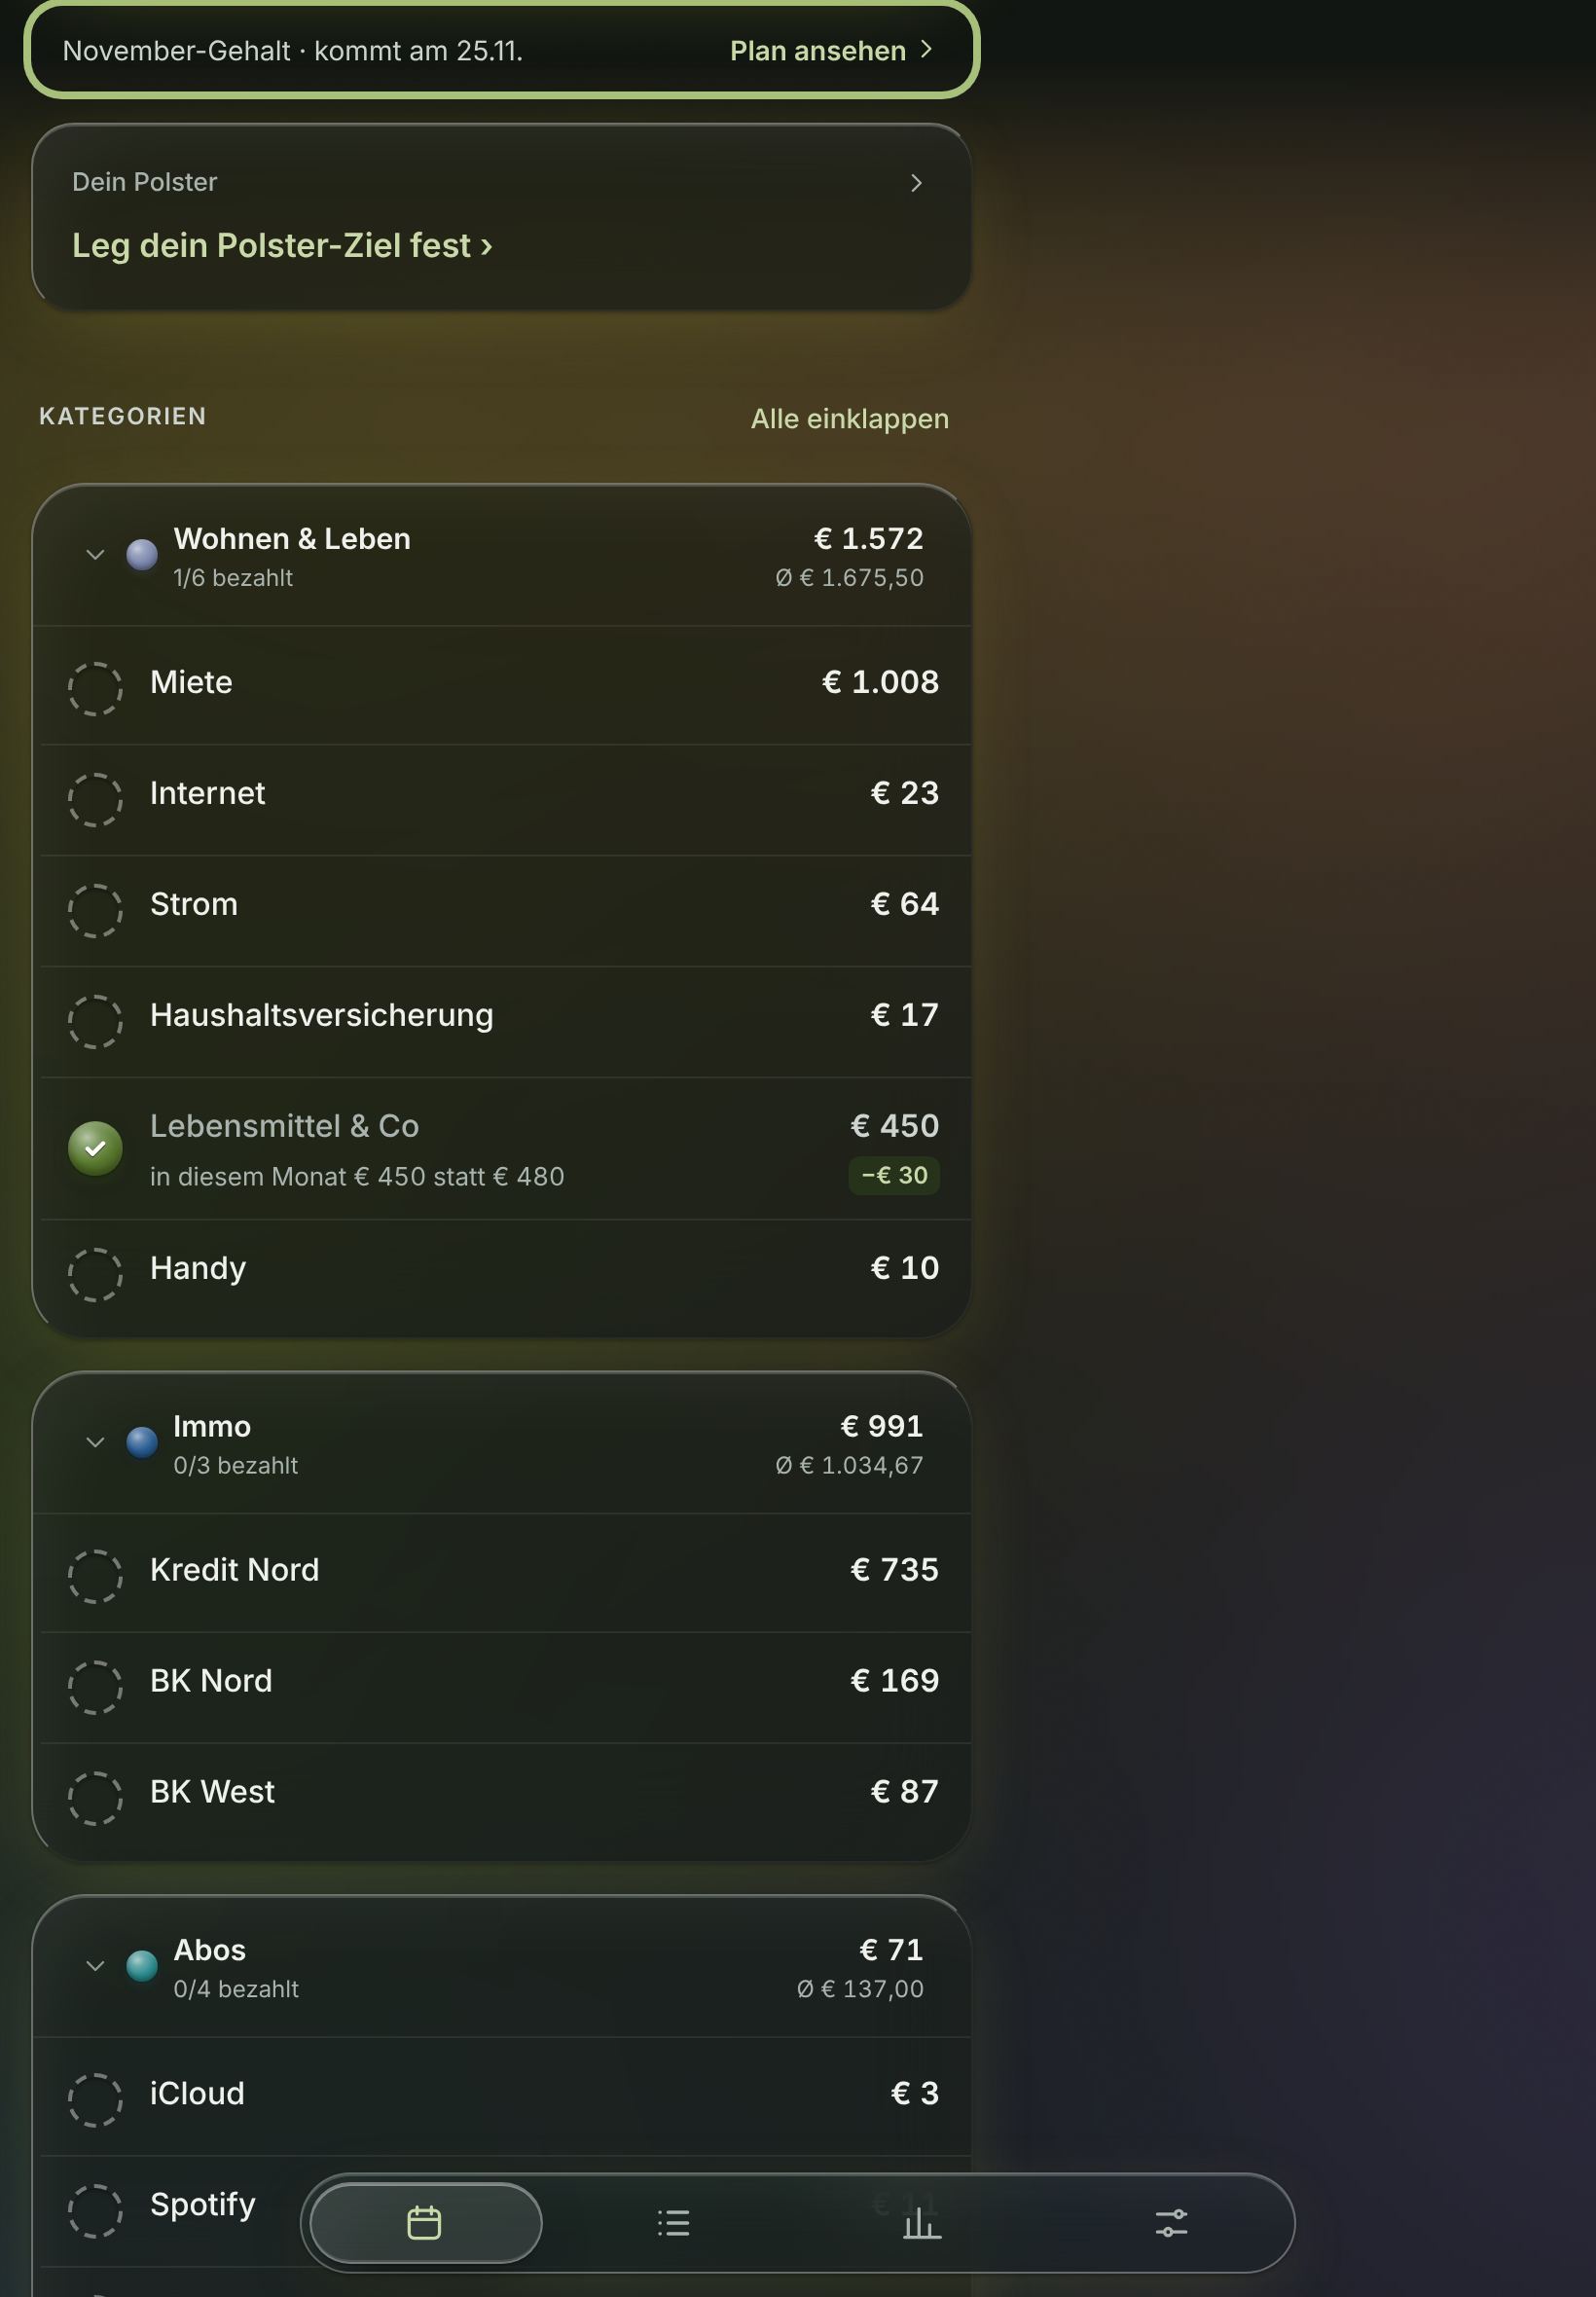 November-Gehalt · kommt am 25.11.
Plan ansehen
Dein Polster
Leg dein Polster-Ziel fest ›
KATEGORIEN
Alle einklappen
Wohnen & Leben
€ 1.572
1/6 bezahlt
Ø € 1.675,50
Miete
€ 1.008
Internet
€ 23
Strom
€ 64
Haushaltsversicherung
€ 17
Lebensmittel & Co
€ 450
in diesem Monat € 450 statt € 480
−€ 30
Handy
€ 10
Immo
€ 991
0/3 bezahlt
Ø € 1.034,67
Kredit Nord
€ 735
BK Nord
€ 169
BK West
€ 87
Abos
€ 71
0/4 bezahlt
Ø € 137,00
iCloud
€ 3
Spotify
€ 11